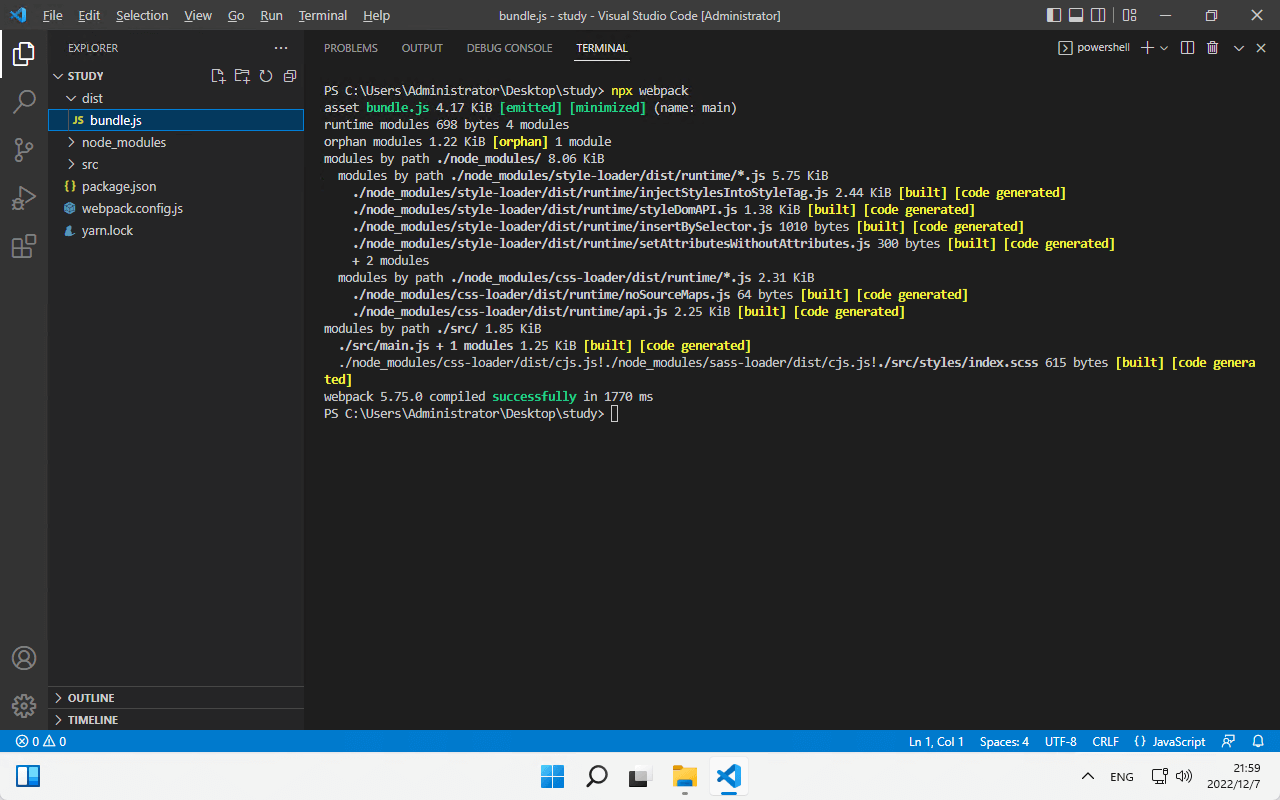 File Edit Selection View Go Run Terminal Help
bundle.js - study - Visual Studio Code [Administrator]
EXPLORER
STUDY
dist
JS bundle.js
node_modules
src
{} package.json
webpack.config.js
yarn.lock
OUTLINE
TIMELINE
PROBLEMS OUTPUT DEBUG CONSOLE TERMINAL
powershell
PS C:\Users\Administrator\Desktop\study> npx webpack
asset bundle.js 4.17 KiB [emitted] [minimized] (name: main)
runtime modules 698 bytes 4 modules
orphan modules 1.22 KiB [orphan] 1 module
modules by path ./node_modules/ 8.06 KiB
modules by path ./node_modules/style-loader/dist/runtime/*.js 5.75 KiB
./node_modules/style-loader/dist/runtime/injectStylesIntoStyleTag.js 2.44 KiB [built] [code generated]
./node_modules/style-loader/dist/runtime/styleDomAPI.js 1.38 KiB [built] [code generated]
./node_modules/style-loader/dist/runtime/insertBySelector.js 1010 bytes [built] [code generated]
./node_modules/style-loader/dist/runtime/setAttributesWithoutAttributes.js 300 bytes [built] [code generated]
+ 2 modules
modules by path ./node_modules/css-loader/dist/runtime/*.js 2.31 KiB
./node_modules/css-loader/dist/runtime/noSourceMaps.js 64 bytes [built] [code generated]
./node_modules/css-loader/dist/runtime/api.js 2.25 KiB [built] [code generated]
modules by path ./src/ 1.85 KiB
./src/main.js + 1 modules 1.25 KiB [built] [code generated]
./node_modules/css-loader/dist/cjs.js!./node_modules/sass-loader/dist/cjs.js!./src/styles/index.scss 615 bytes [built] [code genera
ted]
webpack 5.75.0 compiled successfully in 1770 ms
PS C:\Users\Administrator\Desktop\study>
0 0
Ln 1, Col 1 Spaces: 4 UTF-8 CRLF {} JavaScript
ENG
21:59
2022/12/7